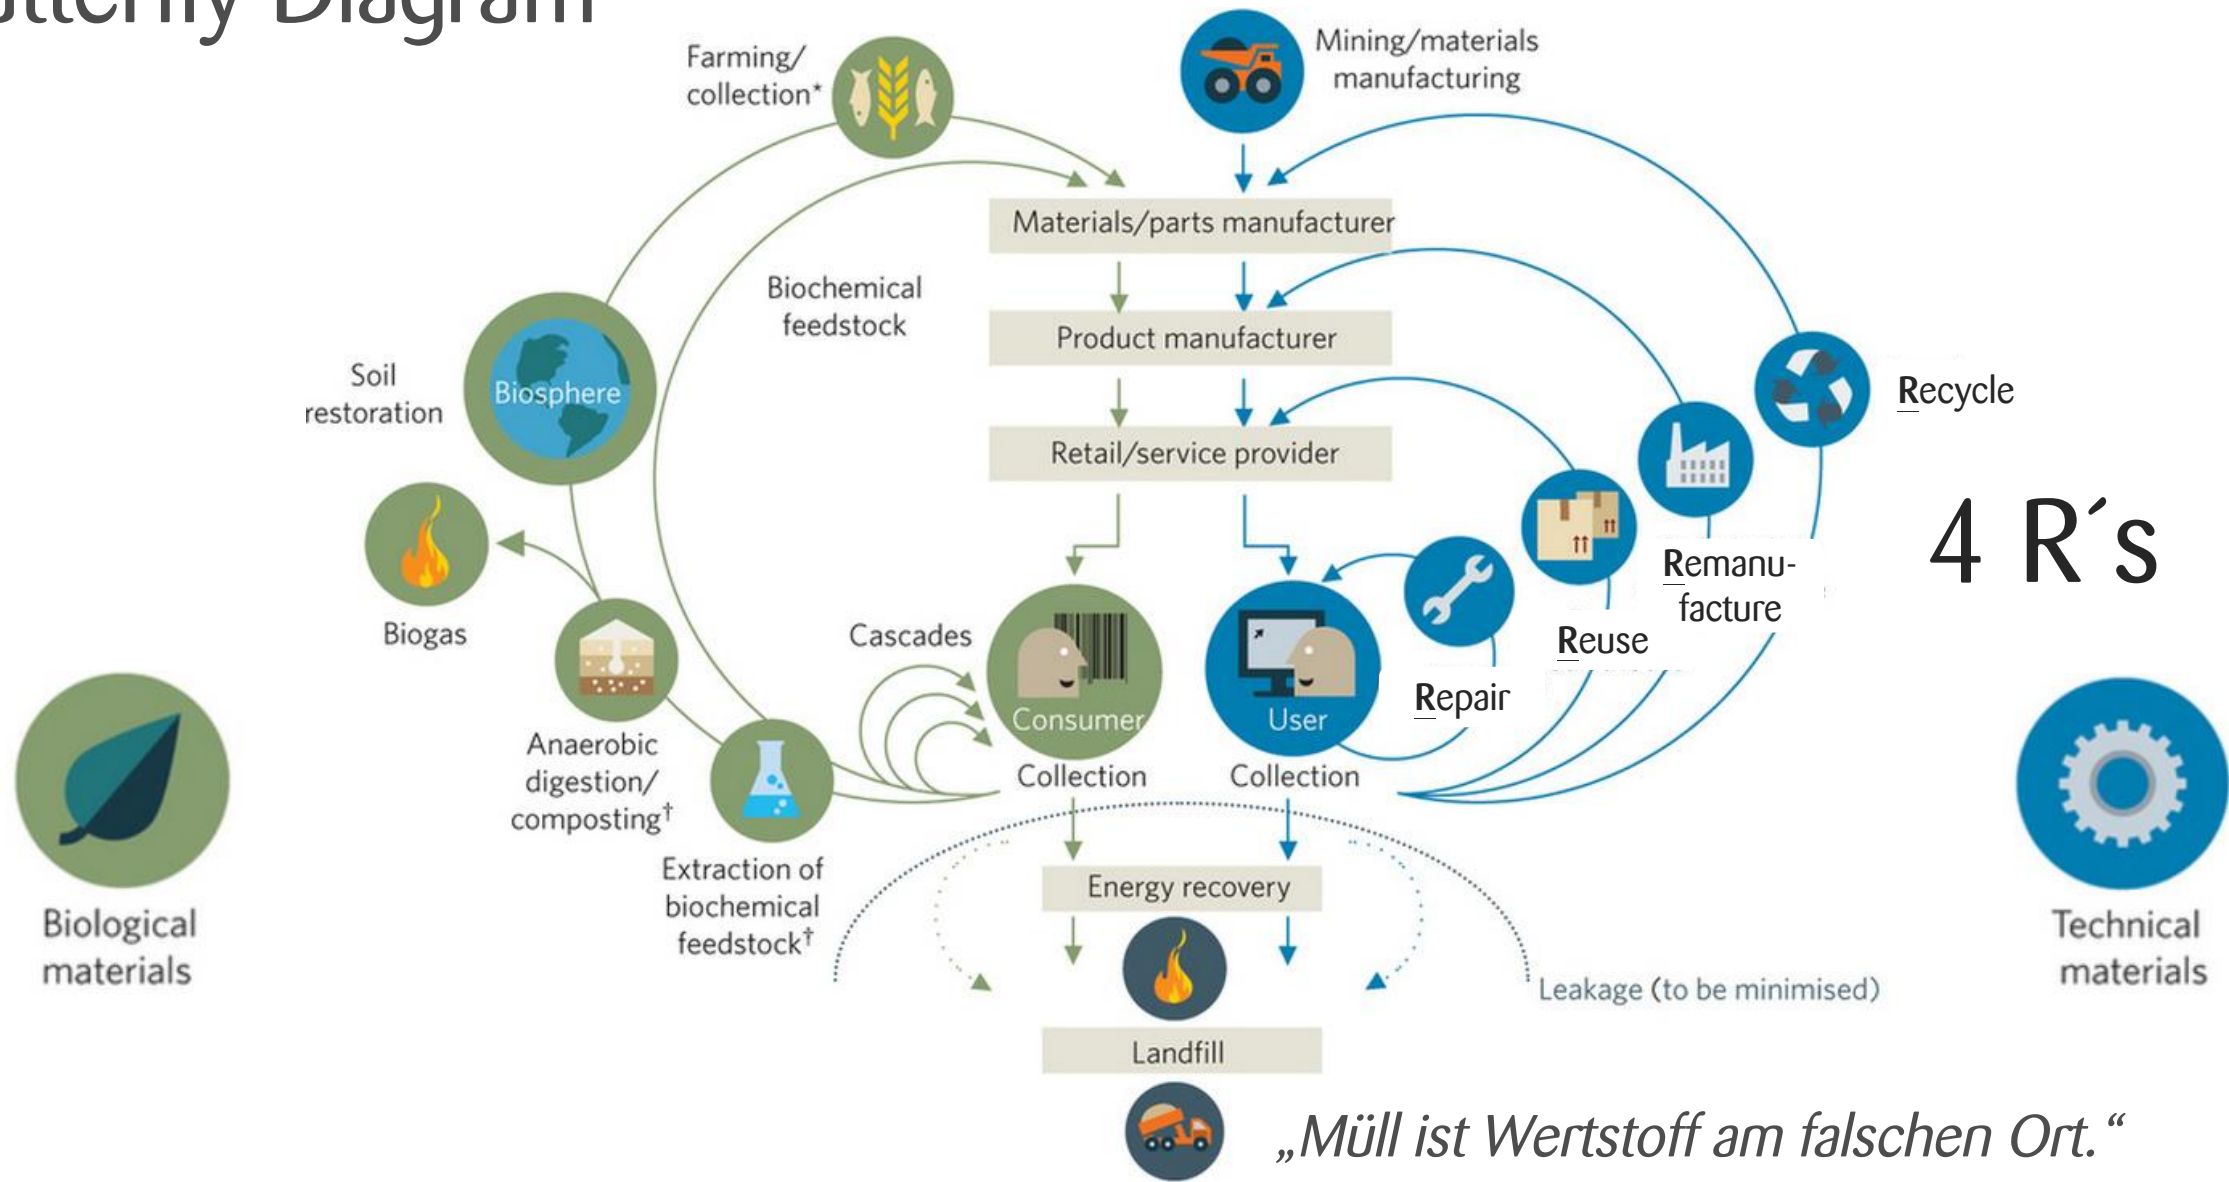 Butterfly Diagram
Farming/
collection*
Mining/materials
manufacturing
Materials/parts manufacturer
Biochemical
feedstock
Product manufacturer
Soil
restoration
Biosphere
Recycle
Retail/service provider
4 R´s
Biogas
Remanu-
facture
Cascades
Reuse
Repair
Consumer
User
Anaerobic
digestion/
composting†
Collection
Collection
Extraction of
biochemical
feedstock†
Energy recovery
Biological
materials
Technical
materials
Leakage (to be minimised)
Landfill
„Müll ist Wertstoff am falschen Ort.“